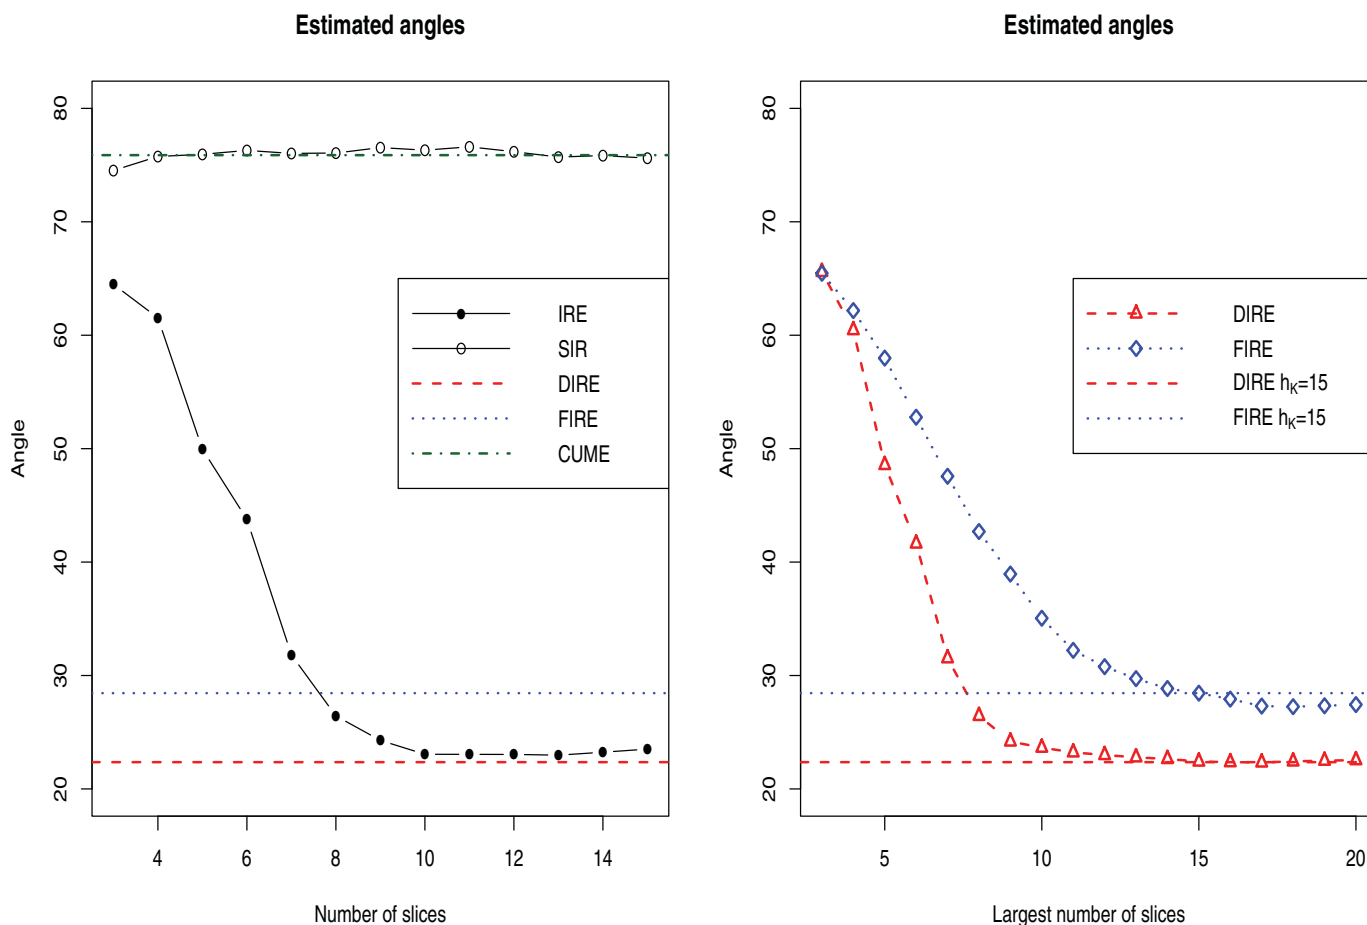 Estimated angles
80
70
60
50
40
30
20
Angle
4
6
8
10
12
14
Number of slices
IRE
SIR
DIRE
FIRE
CUME
Estimated angles
80
70
60
50
40
30
20
Angle
5
10
15
20
Largest number of slices
DIRE
FIRE
DIRE hK=15
FIRE hK=15